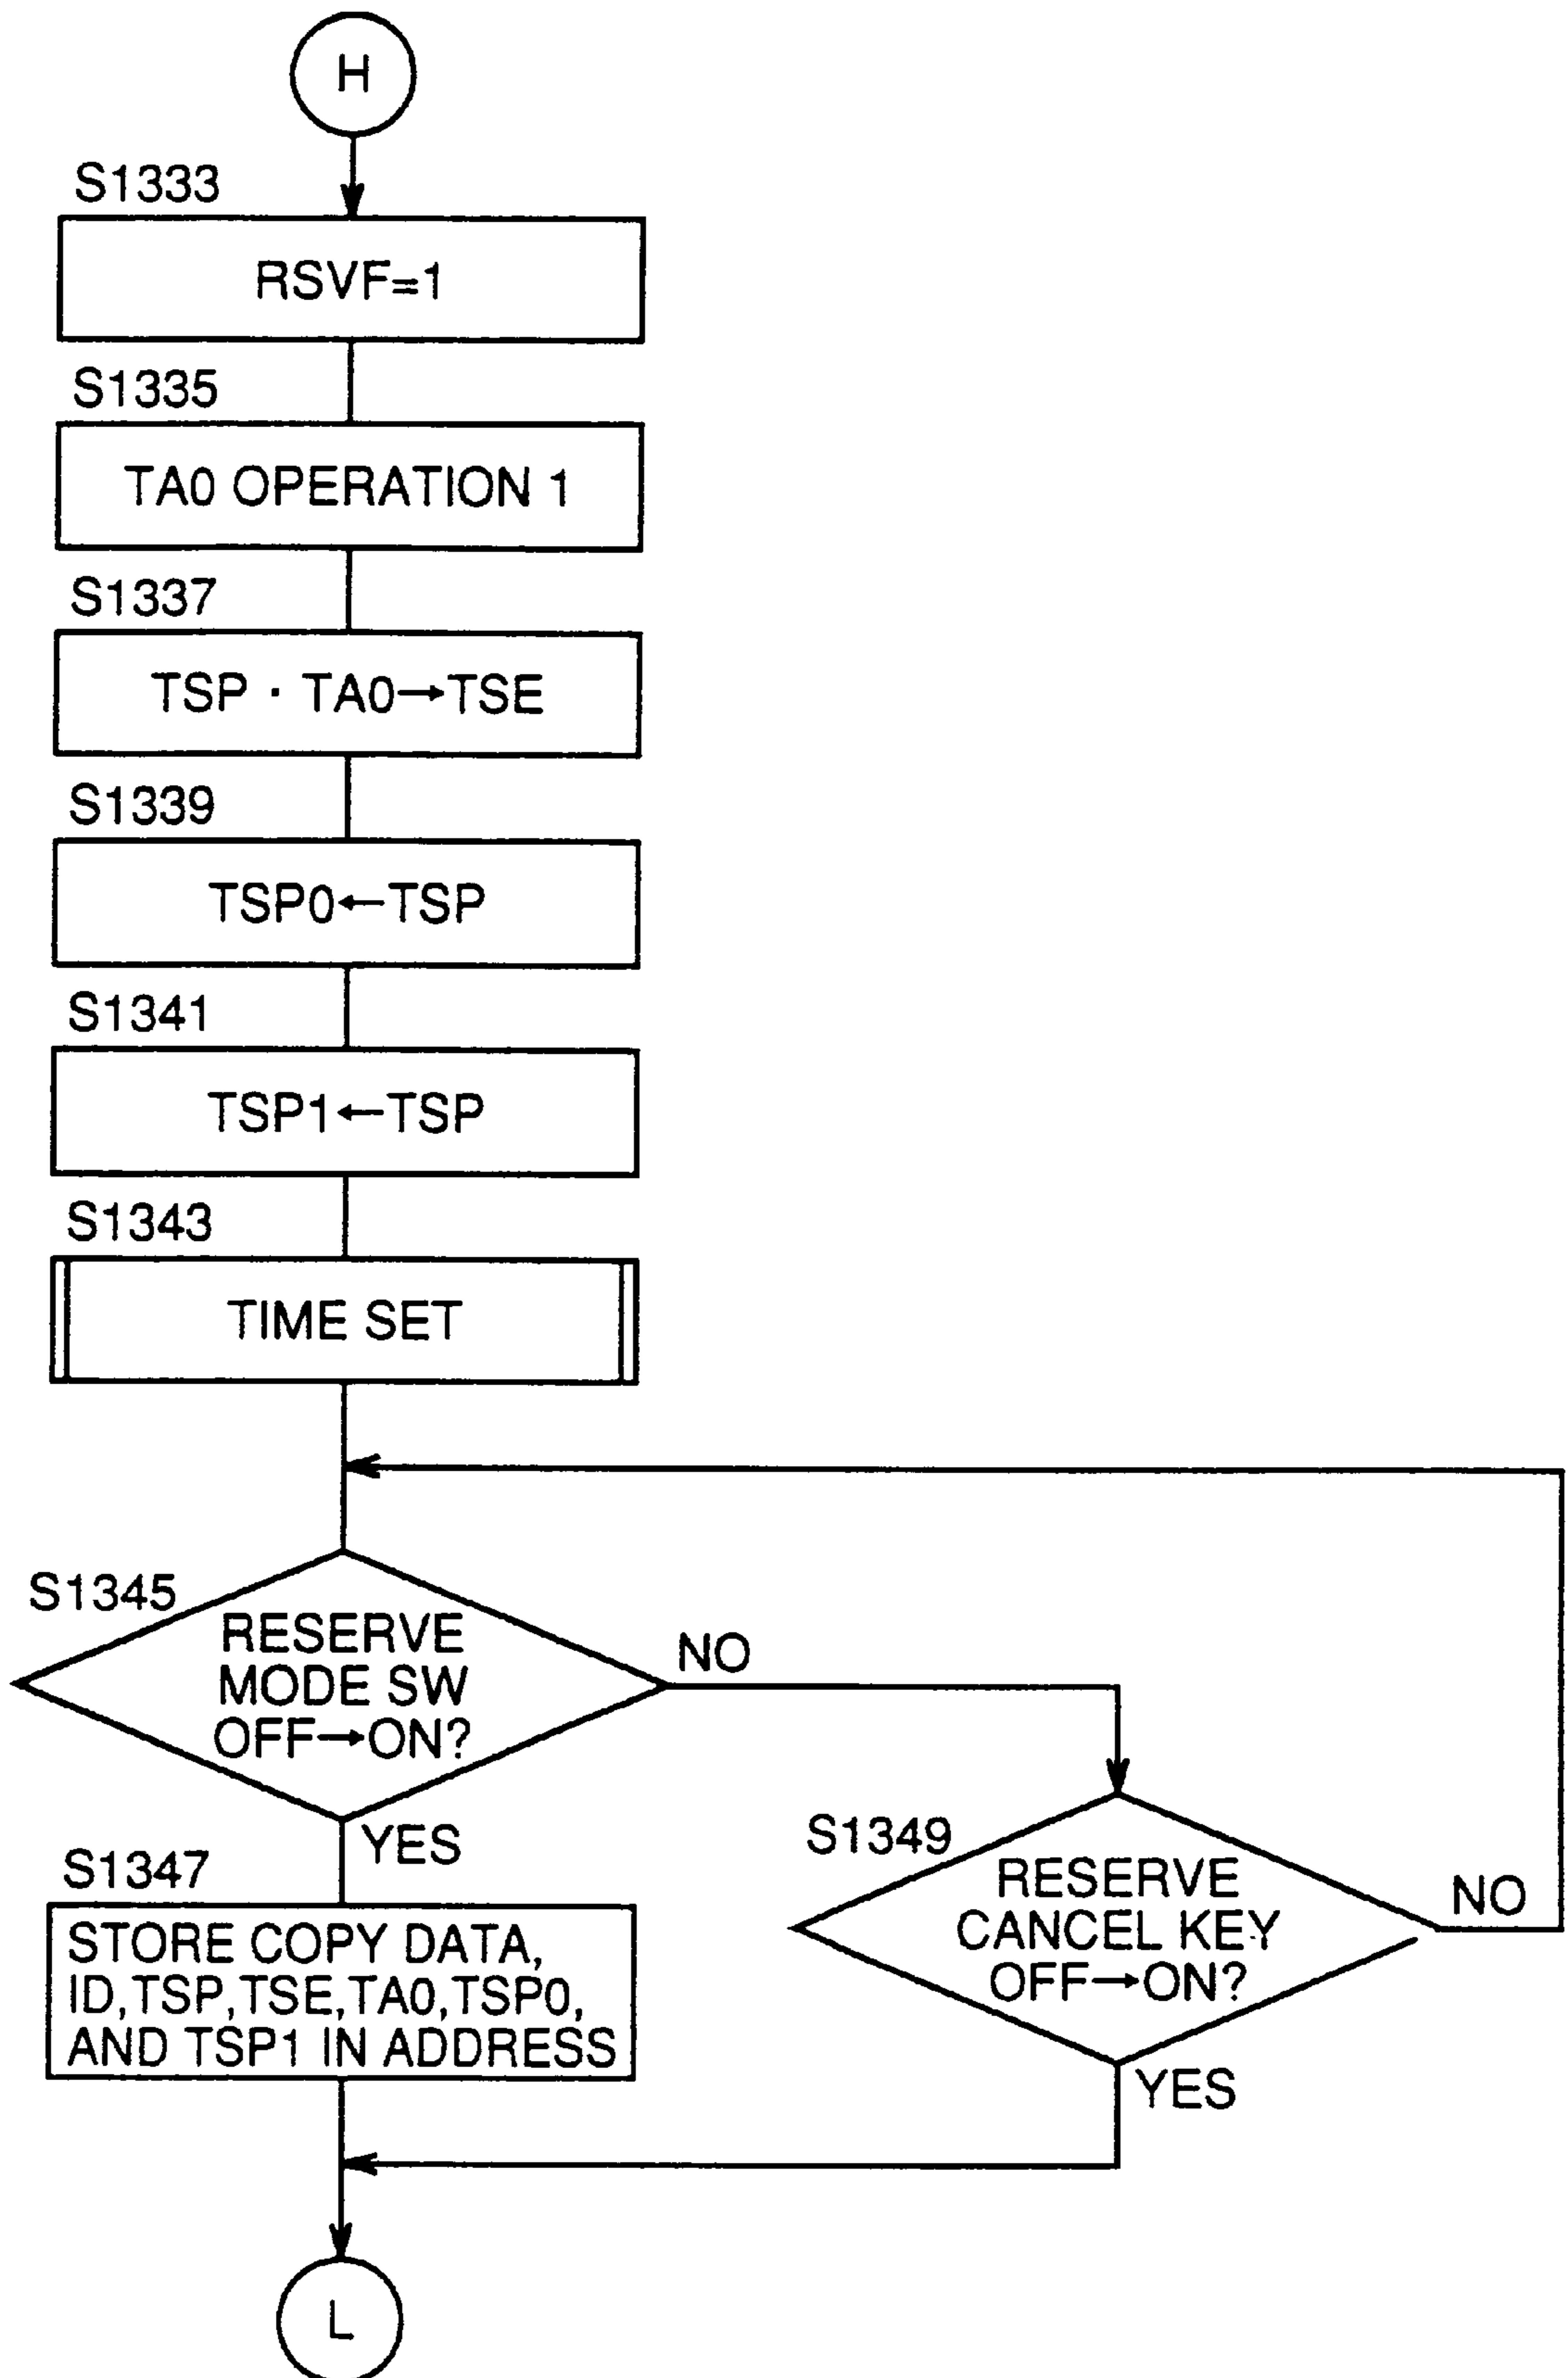 H
S1333
RSVF=1
S1335
TA0 OPERATION 1
S1337
TSP · TA0→TSE
S1339
TSP0←TSP
S1341
TSP1←TSP
S1343
TIME SET
S1345
RESERVE
MODE SW
OFF→ON?
NO
YES
S1347
STORE COPY DATA,
ID,TSP,TSE,TA0,TSP0,
AND TSP1 IN ADDRESS
S1349
RESERVE
CANCEL KEY
OFF→ON?
NO
YES
L